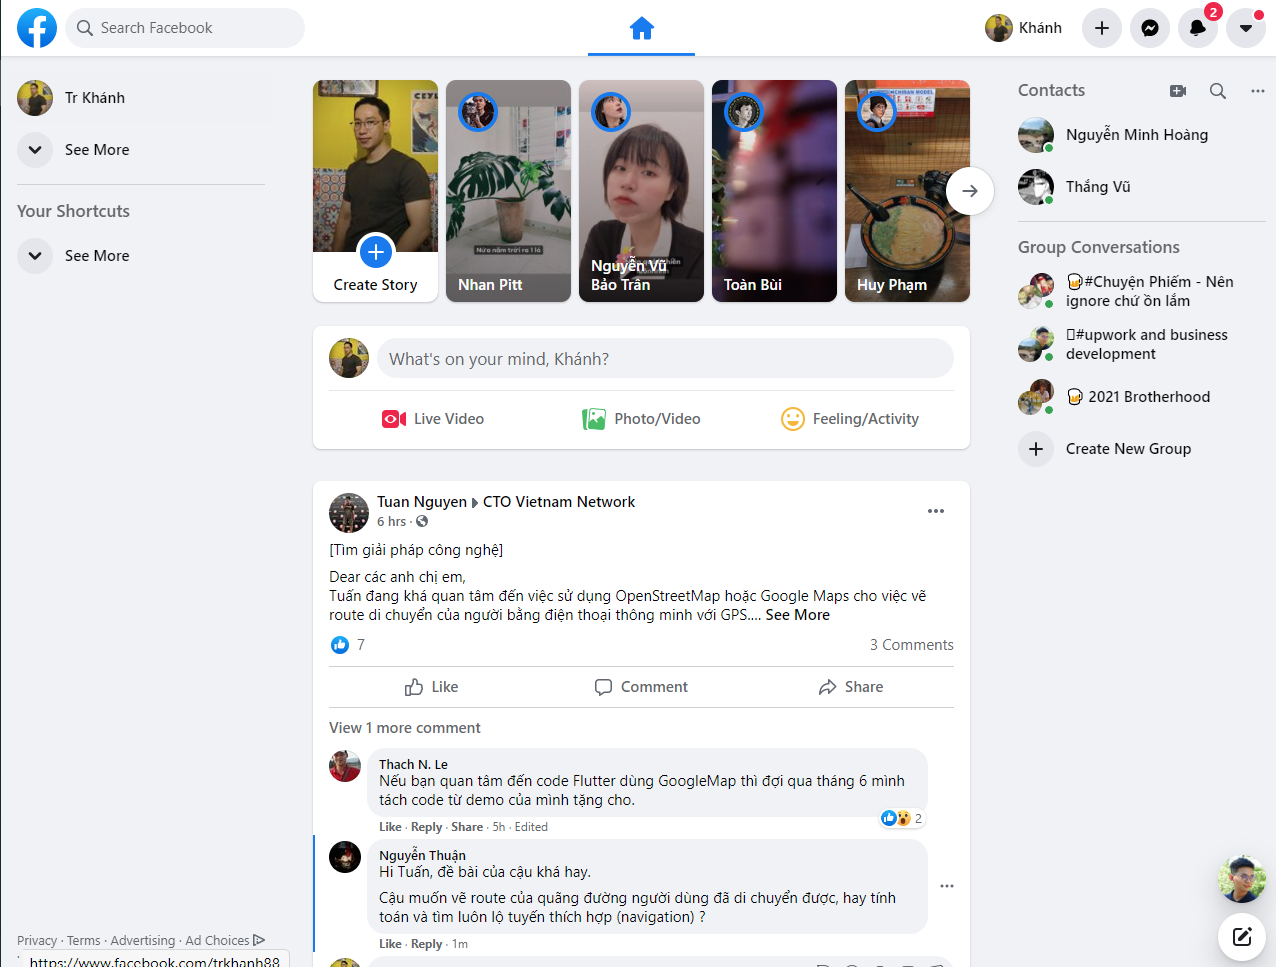 Search Facebook
Khánh
2
Tr Khánh
See More
Your Shortcuts
See More
Create Story
Nửa năm trời ra 1 lá
Nhan Pitt
Nguyễn Vũ
Bảo Trân
Toàn Bùi
Huy Phạm
What's on your mind, Khánh?
Live Video
Photo/Video
Feeling/Activity
Tuan Nguyen CTO Vietnam Network
6 hrs ·
[Tìm giải pháp công nghệ]
Dear các anh chị em,
Tuấn đang khá quan tâm đến việc sử dụng OpenStreetMap hoặc Google Maps cho việc vẽ
route di chuyển của người bằng điện thoại thông minh với GPS.... See More
7
3 Comments
Like
Comment
Share
View 1 more comment
Thach N. Le
Nếu bạn quan tâm đến code Flutter dùng GoogleMap thì đợi qua tháng 6 mình
tách code từ demo của mình tặng cho.
2
Like · Reply · Share · 5h · Edited
Nguyễn Thuận
Hi Tuấn, đề bài của cậu khá hay.
Cậu muốn vẽ route của quãng đường người dùng đã di chuyển được, hay tính
toán và tìm luôn lộ tuyến thích hợp (navigation) ?
Like · Reply · 1m
Contacts
Nguyễn Minh Hoàng
Thắng Vũ
Group Conversations
🍺#Chuyện Phiếm - Nên
ignore chứ ồn lắm
#upwork and business
development
🍺 2021 Brotherhood
Create New Group
Privacy · Terms · Advertising · Ad Choices
https://www.facebook.com/trkhanh88